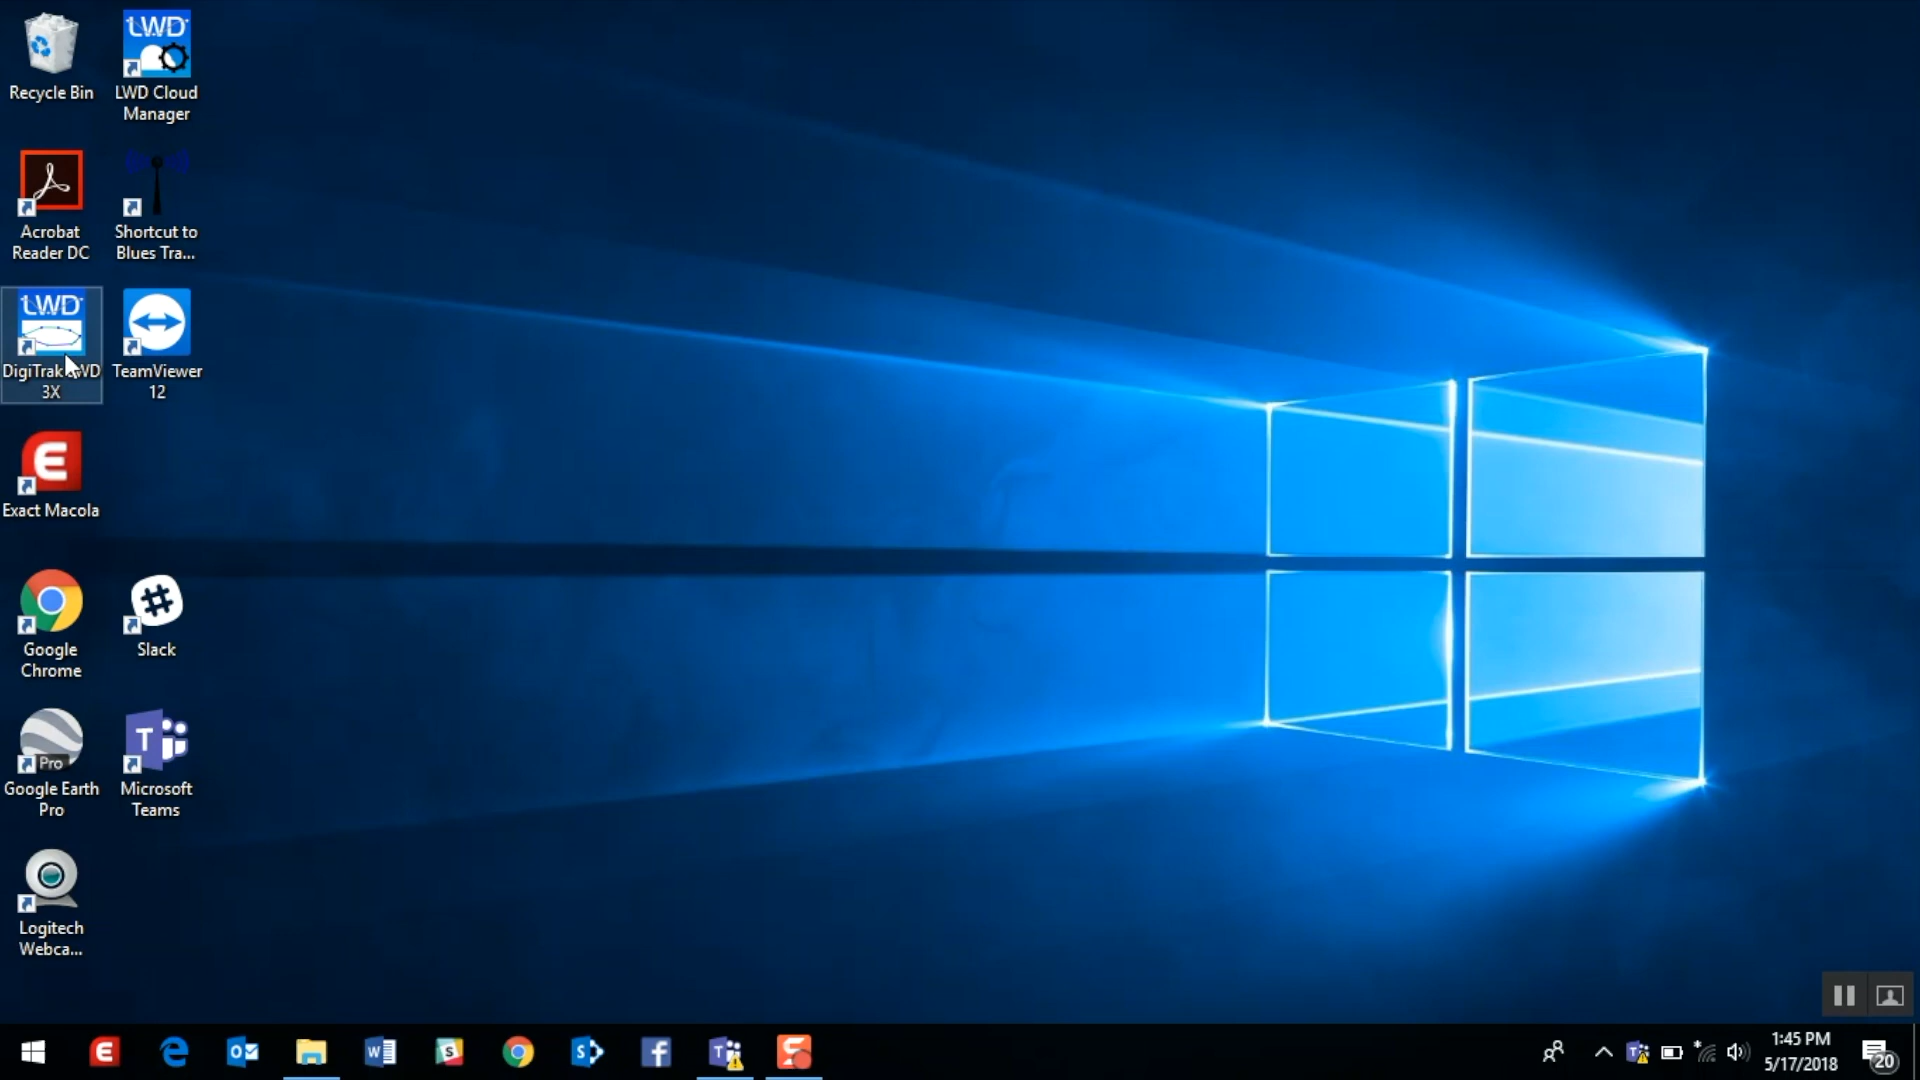 Recycle Bin
LWD
LWD Cloud
Manager
Acrobat
Reader DC
Shortcut to
Blues Tra...
LWD
DigiTrak LWD
3X
TeamViewer
12
E
Exact Macola
Google
Chrome
Slack
Pro
Google Earth
Pro
T
Microsoft
Teams
Logitech
Webca...
E
e
O
W
S
S
f
T
S
T
1:45 PM
5/17/2018
20